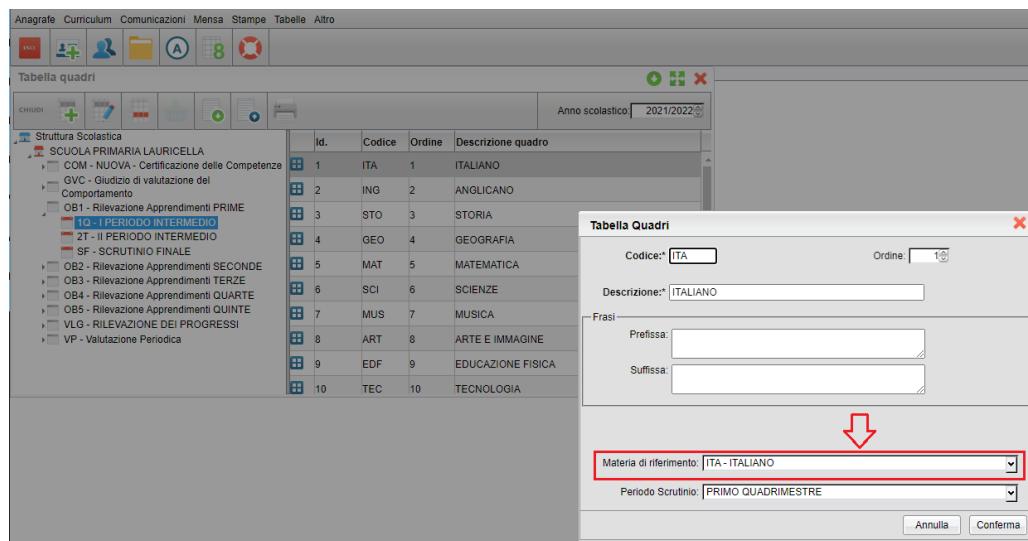 Anagrafe Curriculum Comunicazioni Mensa Stampe Tabelle Altro
A
8
Tabella quadri
CHIUDI
Anno scolastico: 2021/2022
Struttura Scolastica
SCUOLA PRIMARIA LAURICELLA
COM - NUOVA - Certificazione delle Competenze
GVC - Giudizio di valutazione del
Comportamento
OB1 - Rilevazione Apprendimenti PRIME
1Q - I PERIODO INTERMEDIO
2T - II PERIODO INTERMEDIO
SF - SCRUTINIO FINALE
OB2 - Rilevazione Apprendimenti SECONDE
OB3 - Rilevazione Apprendimenti TERZE
OB4 - Rilevazione Apprendimenti QUARTE
OB5 - Rilevazione Apprendimenti QUINTE
VLG - RILEVAZIONE DEI PROGRESSI
VP - Valutazione Periodica
Id. Codice Ordine Descrizione quadro
1 ITA 1 ITALIANO
2 ING 2 ANGLICANO
3 STO 3 STORIA
4 GEO 4 GEOGRAFIA
5 MAT 5 MATEMATICA
6 SCI 6 SCIENZE
7 MUS 7 MUSICA
8 ART 8 ARTE E IMMAGINE
9 EDF 9 EDUCAZIONE FISICA
10 TEC 10 TECNOLOGIA
Tabella Quadri
Codice:* ITA Ordine: 1
Descrizione:* ITALIANO
Frasi
Prefissa:
Suffissa:
Materia di riferimento: ITA - ITALIANO
Periodo Scrutinio: PRIMO QUADRIMESTRE
Annulla Conferma